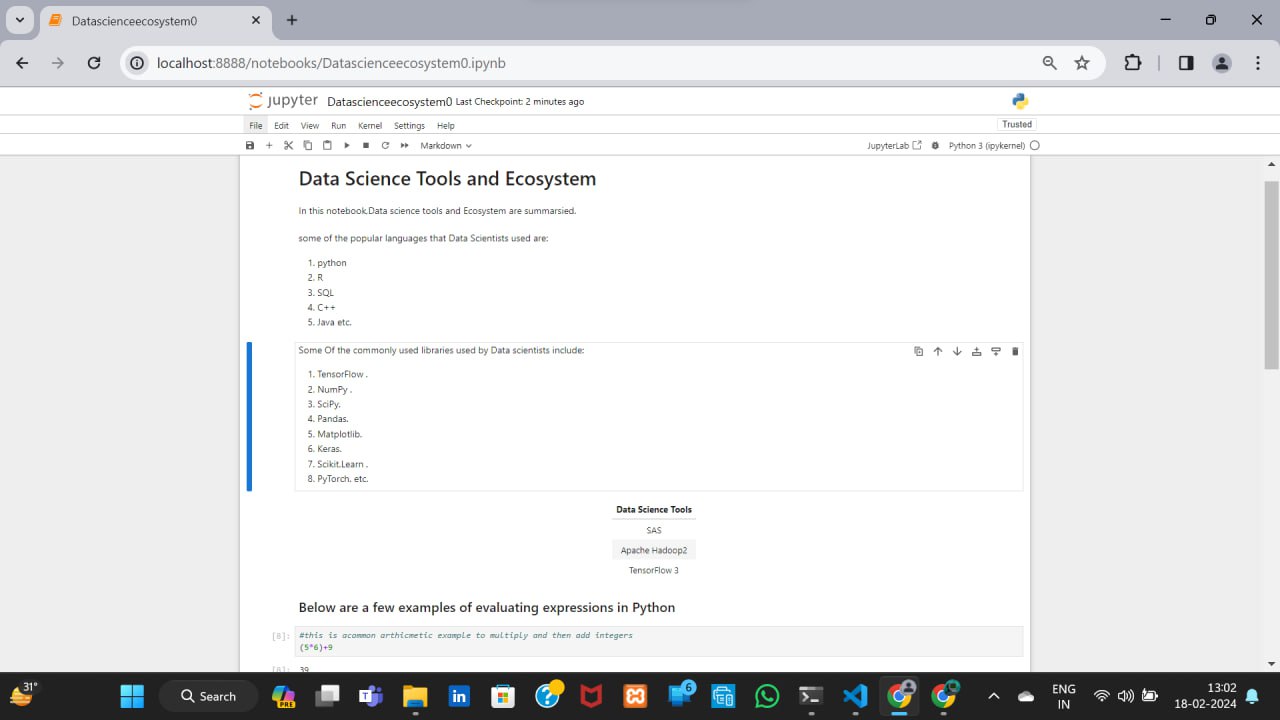 Datascienceecosystem0
localhost:8888/notebooks/Datascienceecosystem0.ipynb
jupyter Datascienceecosystem0 Last Checkpoint: 2 minutes ago
File Edit View Run Kernel Settings Help
Trusted
Markdown
JupyterLab
Python 3 (ipykernel)
Data Science Tools and Ecosystem
In this notebook,Data science tools and Ecosystem are summarsied.
some of the popular languages that Data Scientists used are:
1. python
2. R
3. SQL
4. C++
5. Java etc.
Some Of the commonly used libraries used by Data scientists include:
1. TensorFlow .
2. NumPy .
3. SciPy.
4. Pandas.
5. Matplotlib.
6. Keras.
7. Scikit.Learn .
8. PyTorch. etc.
Data Science Tools
SAS
Apache Hadoop2
TensorFlow 3
Below are a few examples of evaluating expressions in Python
[8]: #this is acommon arthicmetic example to multiply and then add integers
(5*6)+9
[8]: 39
31°
Search
PRE
6
ENG
IN
13:02
18-02-2024